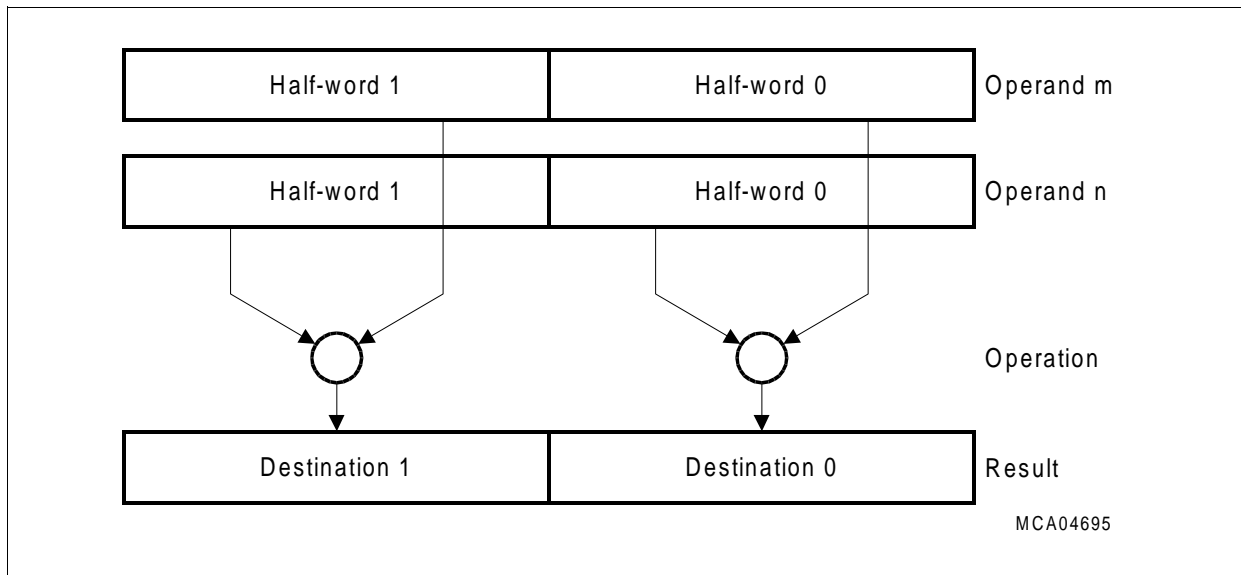 Half-word 1 Half-word 0 Operand m
Half-word 1 Half-word 0 Operand n
Operation
Destination 1 Destination 0 Result
MCA04695